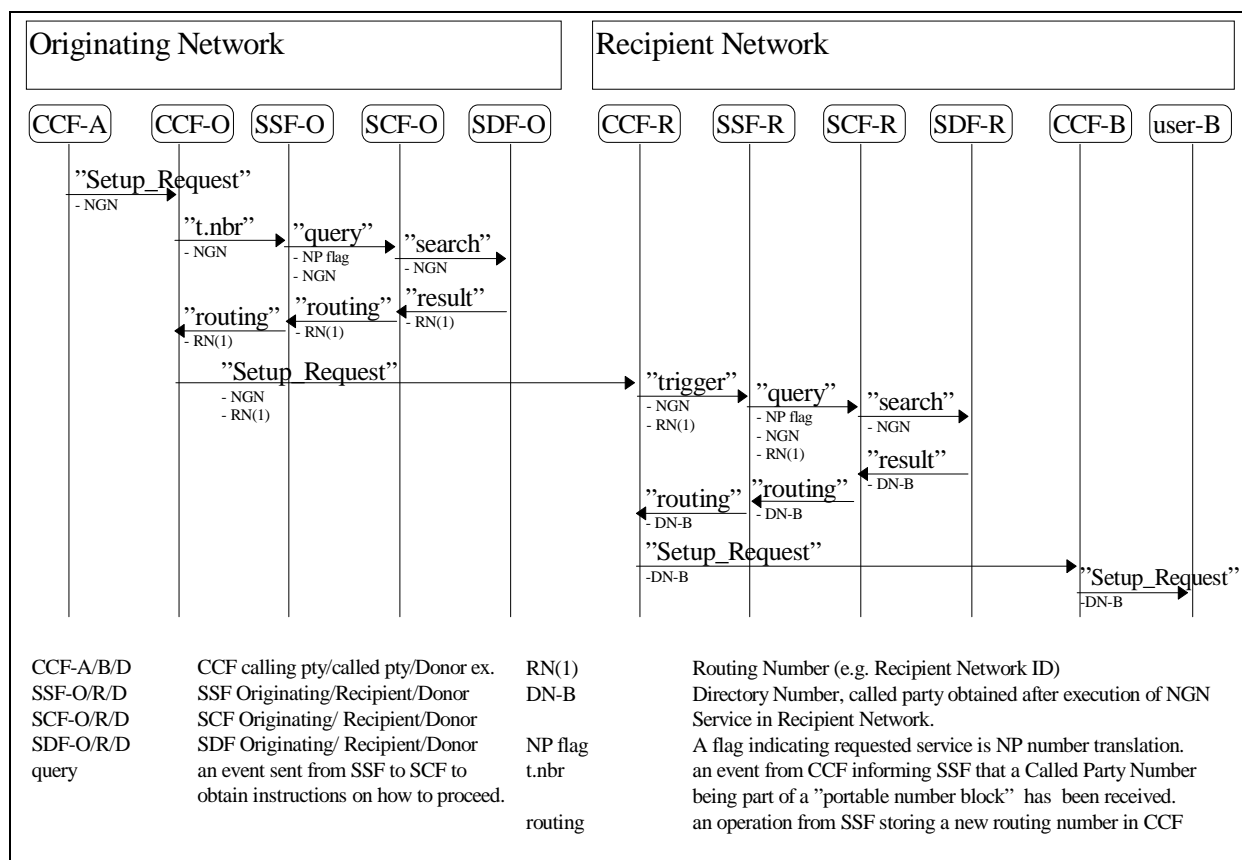 Originating Network
Recipient Network
CCF-A
CCF-O
SSF-O
SCF-O
SDF-O
CCF-R
SSF-R
SCF-R
SDF-R
CCF-B
user-B
”Setup_Request”
- NGN
”t.nbr”
- NGN
”query”
- NP flag
- NGN
”search”
- NGN
”result”
- RN(1)
”routing”
- RN(1)
”routing”
- RN(1)
”Setup_Request”
- NGN
- RN(1)
”trigger”
- NGN
- RN(1)
”query”
- NP flag
- NGN
- RN(1)
”search”
- NGN
”result”
- DN-B
”routing”
- DN-B
”routing”
- DN-B
”Setup_Request”
-DN-B
”Setup_Request”
-DN-B
CCF-A/B/D CCF calling pty/called pty/Donor ex.
SSF-O/R/D SSF Originating/Recipient/Donor
SCF-O/R/D SCF Originating/ Recipient/Donor
SDF-O/R/D SDF Originating/ Recipient/Donor
query an event sent from SSF to SCF to
obtain instructions on how to proceed.
RN(1) Routing Number (e.g. Recipient Network ID)
DN-B Directory Number, called party obtained after execution of NGN
Service in Recipient Network.
NP flag A flag indicating requested service is NP number translation.
t.nbr an event from CCF informing SSF that a Called Party Number
being part of a ”portable number block” has been received.
routing an operation from SSF storing a new routing number in CCF